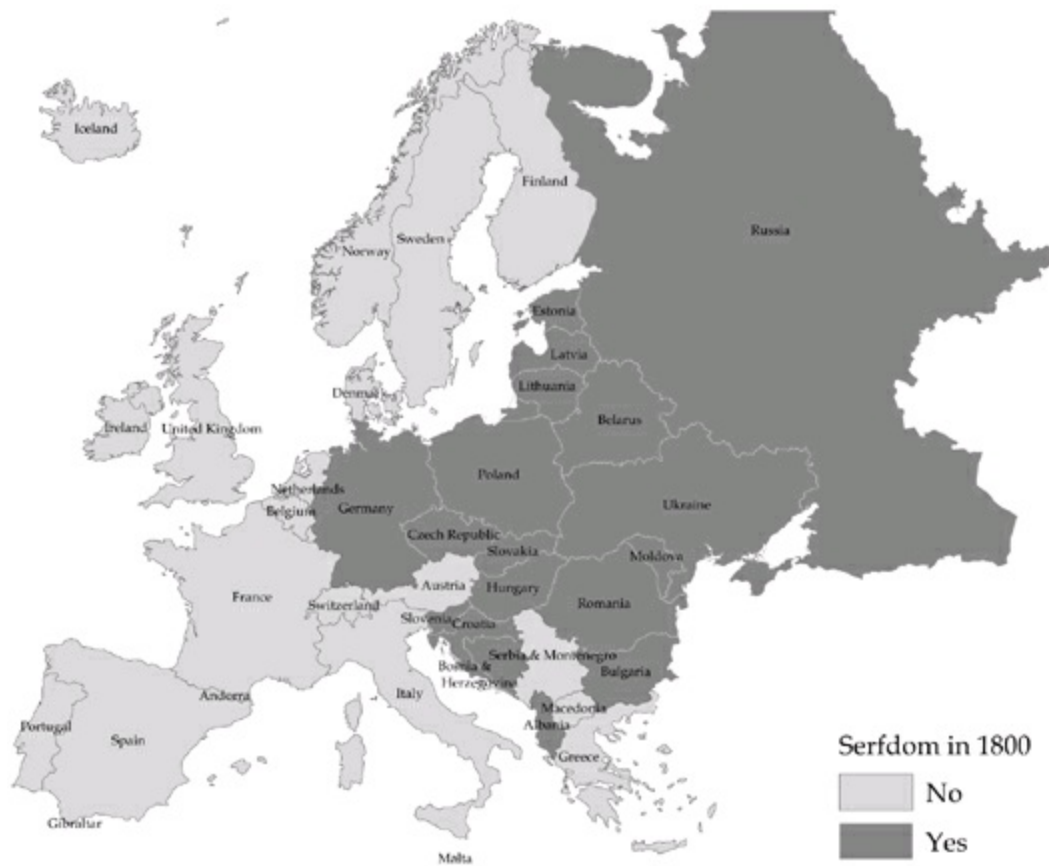 Iceland
Finland
Russia
Norway
Sweden
Estonia
Latvia
Denmar
Lithuania
Ireland
United Kingdom
Belarus
Netherlands
Poland
Belgium
Germany
Ukraine
Czech Republic
Slovakia
Moldova
Austria
Hungary
France
Switzerland
Romania
Slovenia
Croatia
Serbia & Montenegro
Bosnia &
Herzegovina
Bulgaria
Andorra
Italy
Macedonia
Portugal
Albania
Spain
Greece
Gibraltar
Malta
Serfdom in 1800
No
Yes